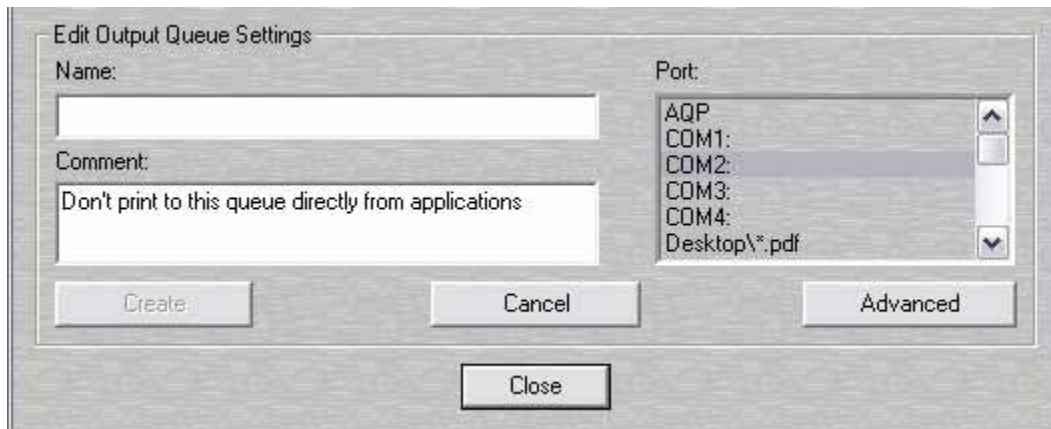 Edit Output Queue Settings
Name:
Port:
AQP
COM1:
COM2:
COM3:
COM4:
Desktop\*.pdf
Comment:
Don't print to this queue directly from applications
Create
Cancel
Advanced
Close